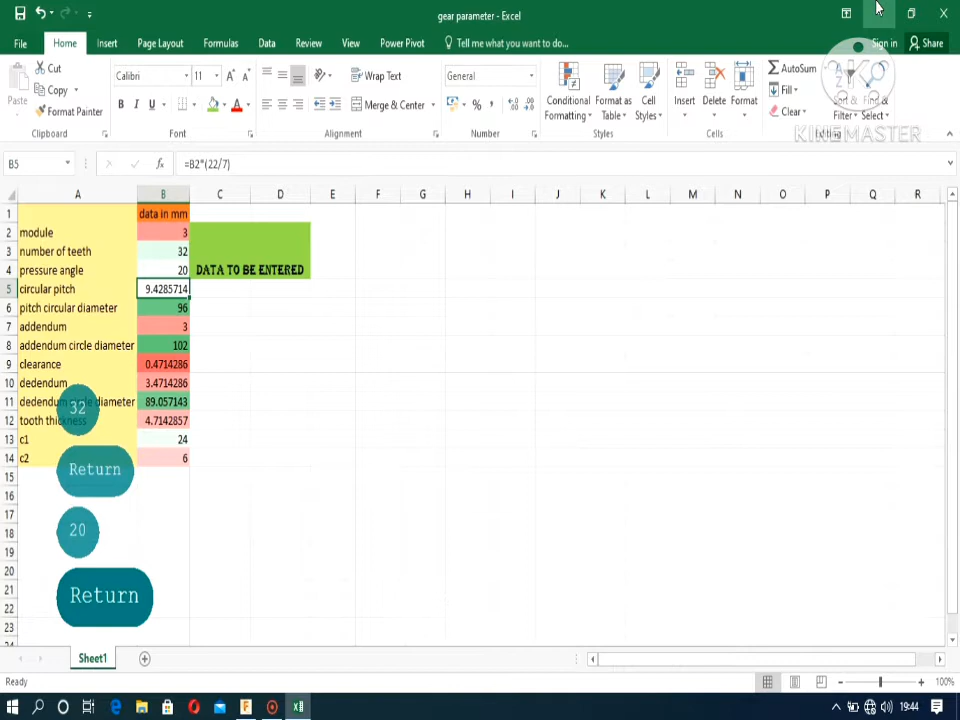 gear parameter - Excel
File Home Insert Page Layout Formulas Data Review View Power Pivot Tell me what you want to do... Sign in Share
Paste Cut Copy Format Painter Clipboard
Calibri 11 B I U A Font
Wrap Text Merge & Center Alignment
General % , Number
Conditional Formatting Format as Table Cell Styles Styles
Insert Delete Format Cells
AutoSum Fill Clear Sort & Filter Find & Select Editing
KINEMASTER
B5 fx =B2*(22/7)
A B C D E F G H I J K L M N O P Q R
1 data in mm
2 module 3
3 number of teeth 32
4 pressure angle 20 DATA TO BE ENTERED
5 circular pitch 9.4285714
6 pitch circular diameter 96
7 addendum 3
8 addendum circle diameter 102
9 clearance 0.4714286
10 dedendum 3.4714286
11 dedendum circle diameter 89.057143
12 tooth thickness 4.7142857
13 c1 24
14 c2 6
15
16
17
18
19
20
21
22
23
24
32
Return
20
Return
Sheet1
Ready 100%
19:44